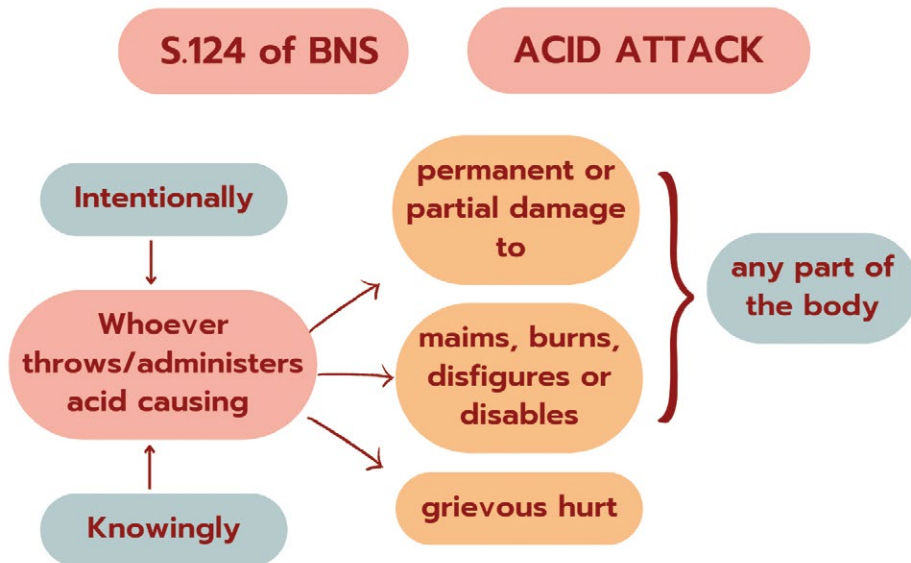 S.124 of BNS
ACID ATTACK
Intentionally
Whoever
throws/administers
acid causing
Knowingly
permanent or
partial damage
to
maims, burns,
disfigures or
disables
grievous hurt
any part of
the body